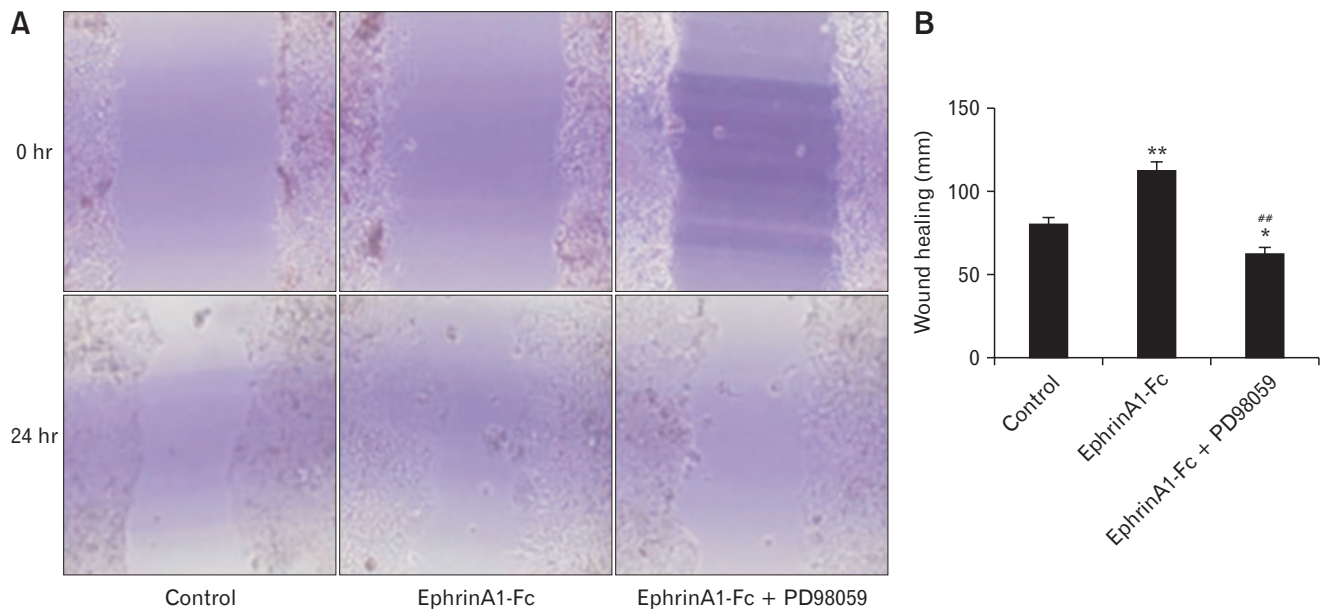 A
0 hr
24 hr
Control
EphrinA1-Fc
EphrinA1-Fc + PD98059
B
Wound healing (mm)
150
100
50
0
**
##
*
Control
EphrinA1-Fc
EphrinA1-Fc + PD98059